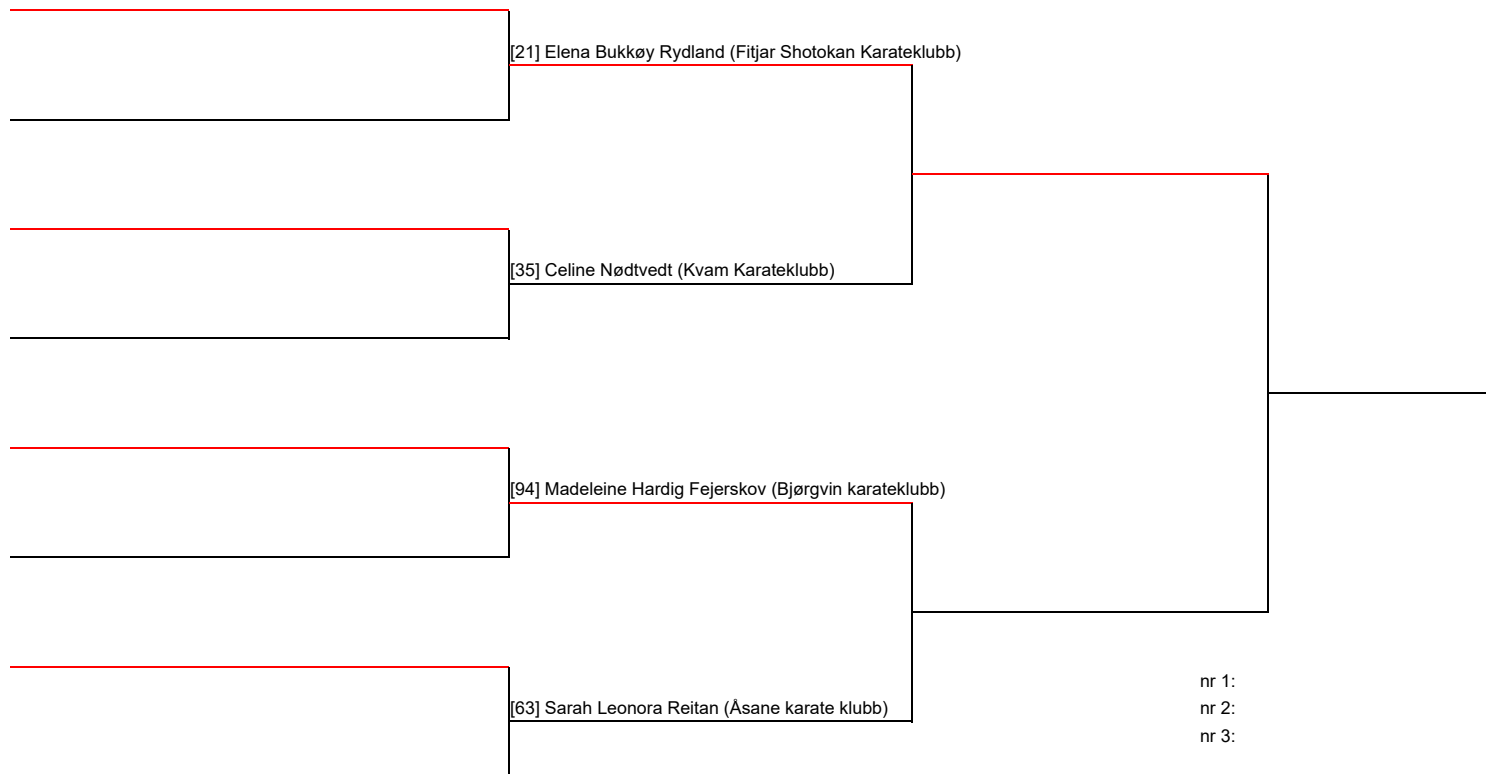 [21] Elena Bukkøy Rydland (Fitjar Shotokan Karateklubb)
[35] Celine Nødtvedt (Kvam Karateklubb)
[94] Madeleine Hardig Fejerskov (Bjørgvin karateklubb)
[63] Sarah Leonora Reitan (Åsane karate klubb)
nr 1:
nr 2:
nr 3: